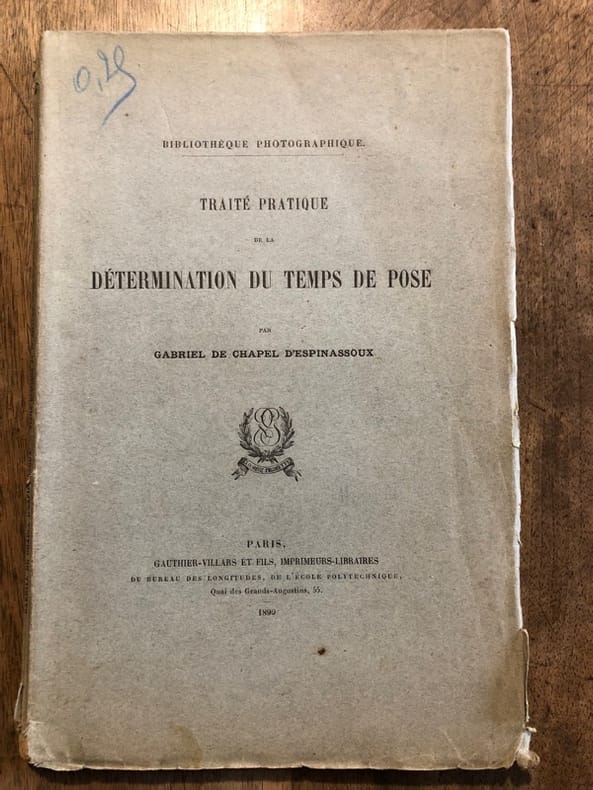 0,25
BIBLIOTHÈQUE PHOTOGRAPHIQUE.
TRAITÉ PRATIQUE
DE LA
DÉTERMINATION DU TEMPS DE POSE
PAR
GABRIEL DE CHAPEL D'ESPINASSOUX
PARIS,
GAUTHIER-VILLARS ET FILS, IMPRIMEURS-LIBRAIRES
DU BUREAU DES LONGITUDES, DE L'ÉCOLE POLYTECHNIQUE,
Quai des Grands-Augustins, 55.
1890